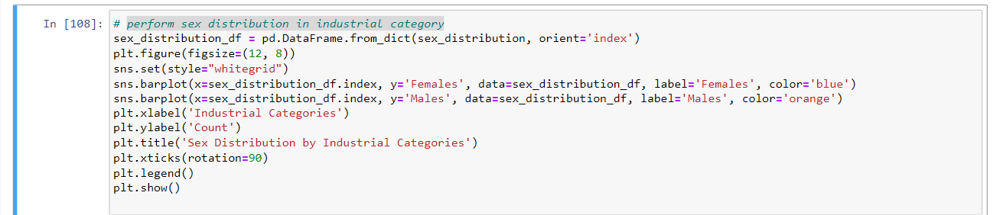 In [108]: # perform sex distribution in industrial category
sex_distribution_df = pd.DataFrame.from_dict(sex_distribution, orient='index')
plt.figure(figsize=(12, 8))
sns.set(style="whitegrid")
sns.barplot(x=sex_distribution_df.index, y='Females', data=sex_distribution_df, label='Females', color='blue')
sns.barplot(x=sex_distribution_df.index, y='Males', data=sex_distribution_df, label='Males', color='orange')
plt.xlabel('Industrial Categories')
plt.ylabel('Count')
plt.title('Sex Distribution by Industrial Categories')
plt.xticks(rotation=90)
plt.legend()
plt.show()